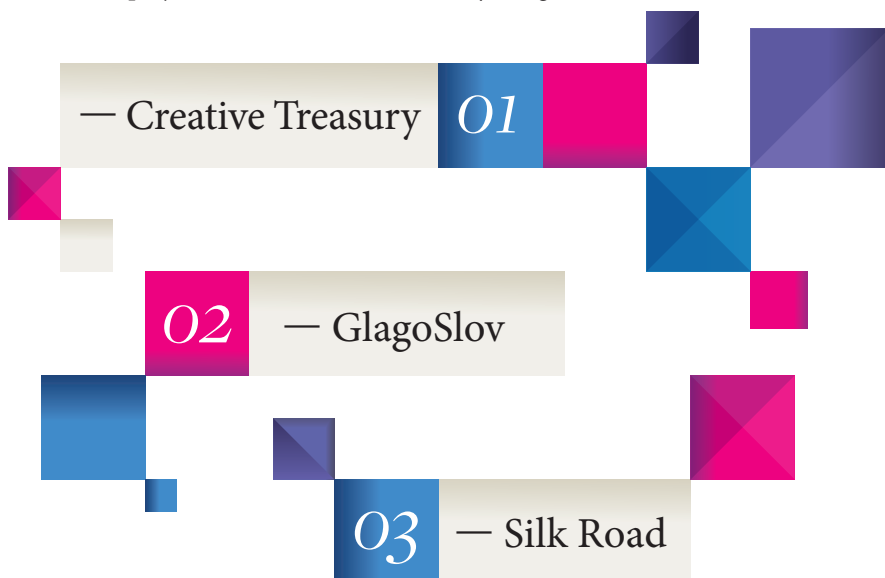 — Creative Treasury 01
02 — GlagoSlov
03 — Silk Road